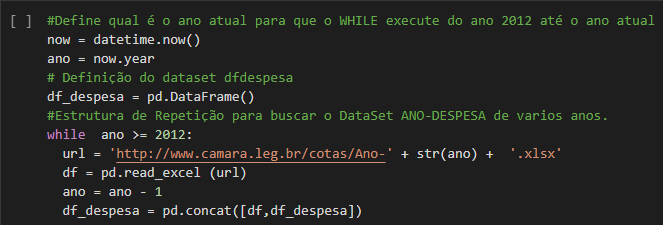 [ ] #Define qual é o ano atual para que o WHILE execute do ano 2012 até o ano atual
now = datetime.now()
ano = now.year
# Definição do dataset dfdespesa
df_despesa = pd.DataFrame()
#Estrutura de Repetição para buscar o DataSet ANO-DESPESA de varios anos.
while  ano >= 2012:
  url = 'http://www.camara.leg.br/cotas/Ano-' + str(ano) +  '.xlsx'
  df = pd.read_excel (url)
  ano = ano - 1
  df_despesa = pd.concat([df,df_despesa])